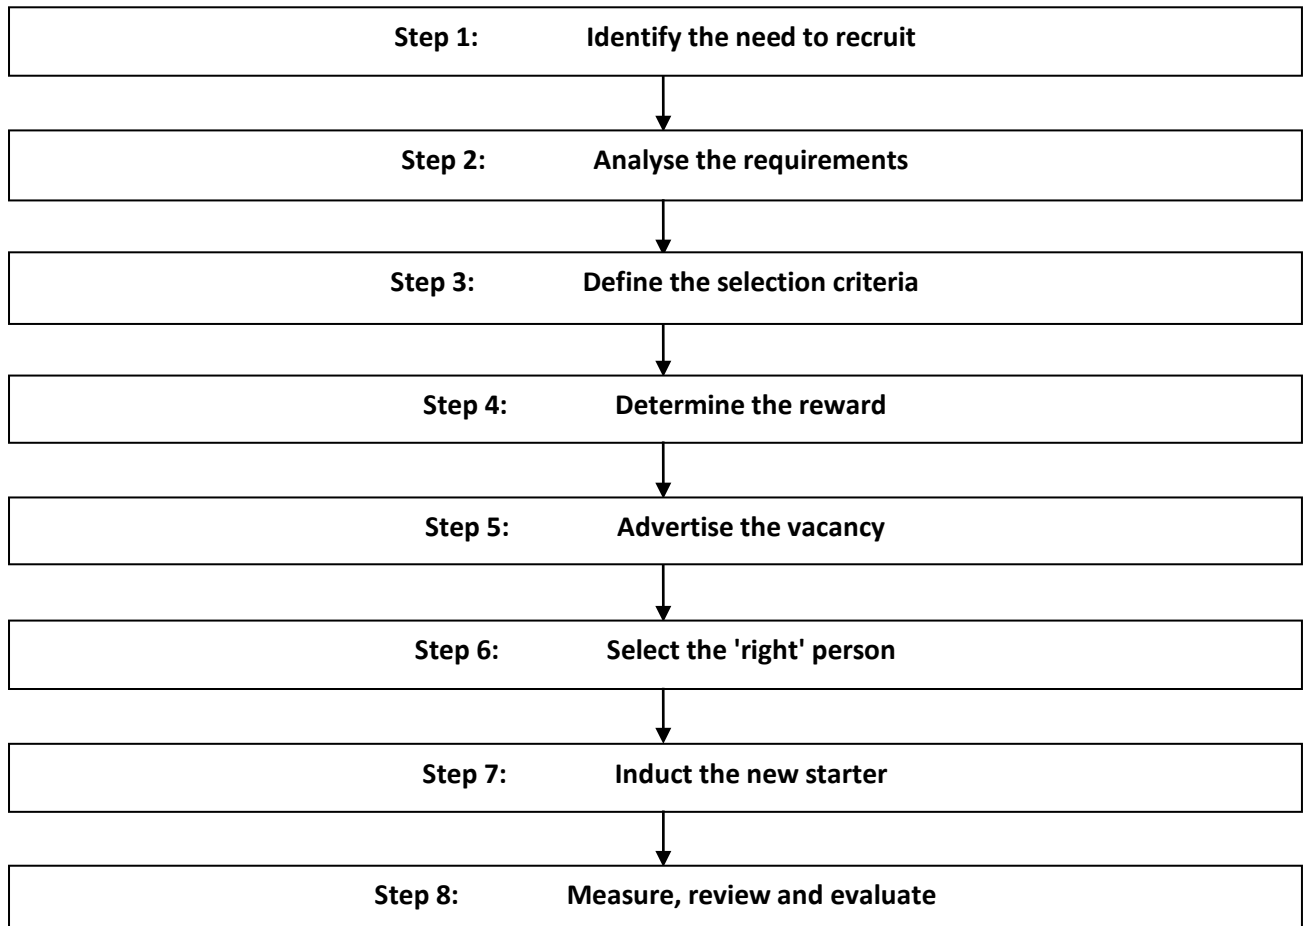 Step 1: Identify the need to recruit
Step 2: Analyse the requirements
Step 3: Define the selection criteria
Step 4: Determine the reward
Step 5: Advertise the vacancy
Step 6: Select the 'right' person
Step 7: Induct the new starter
Step 8: Measure, review and evaluate